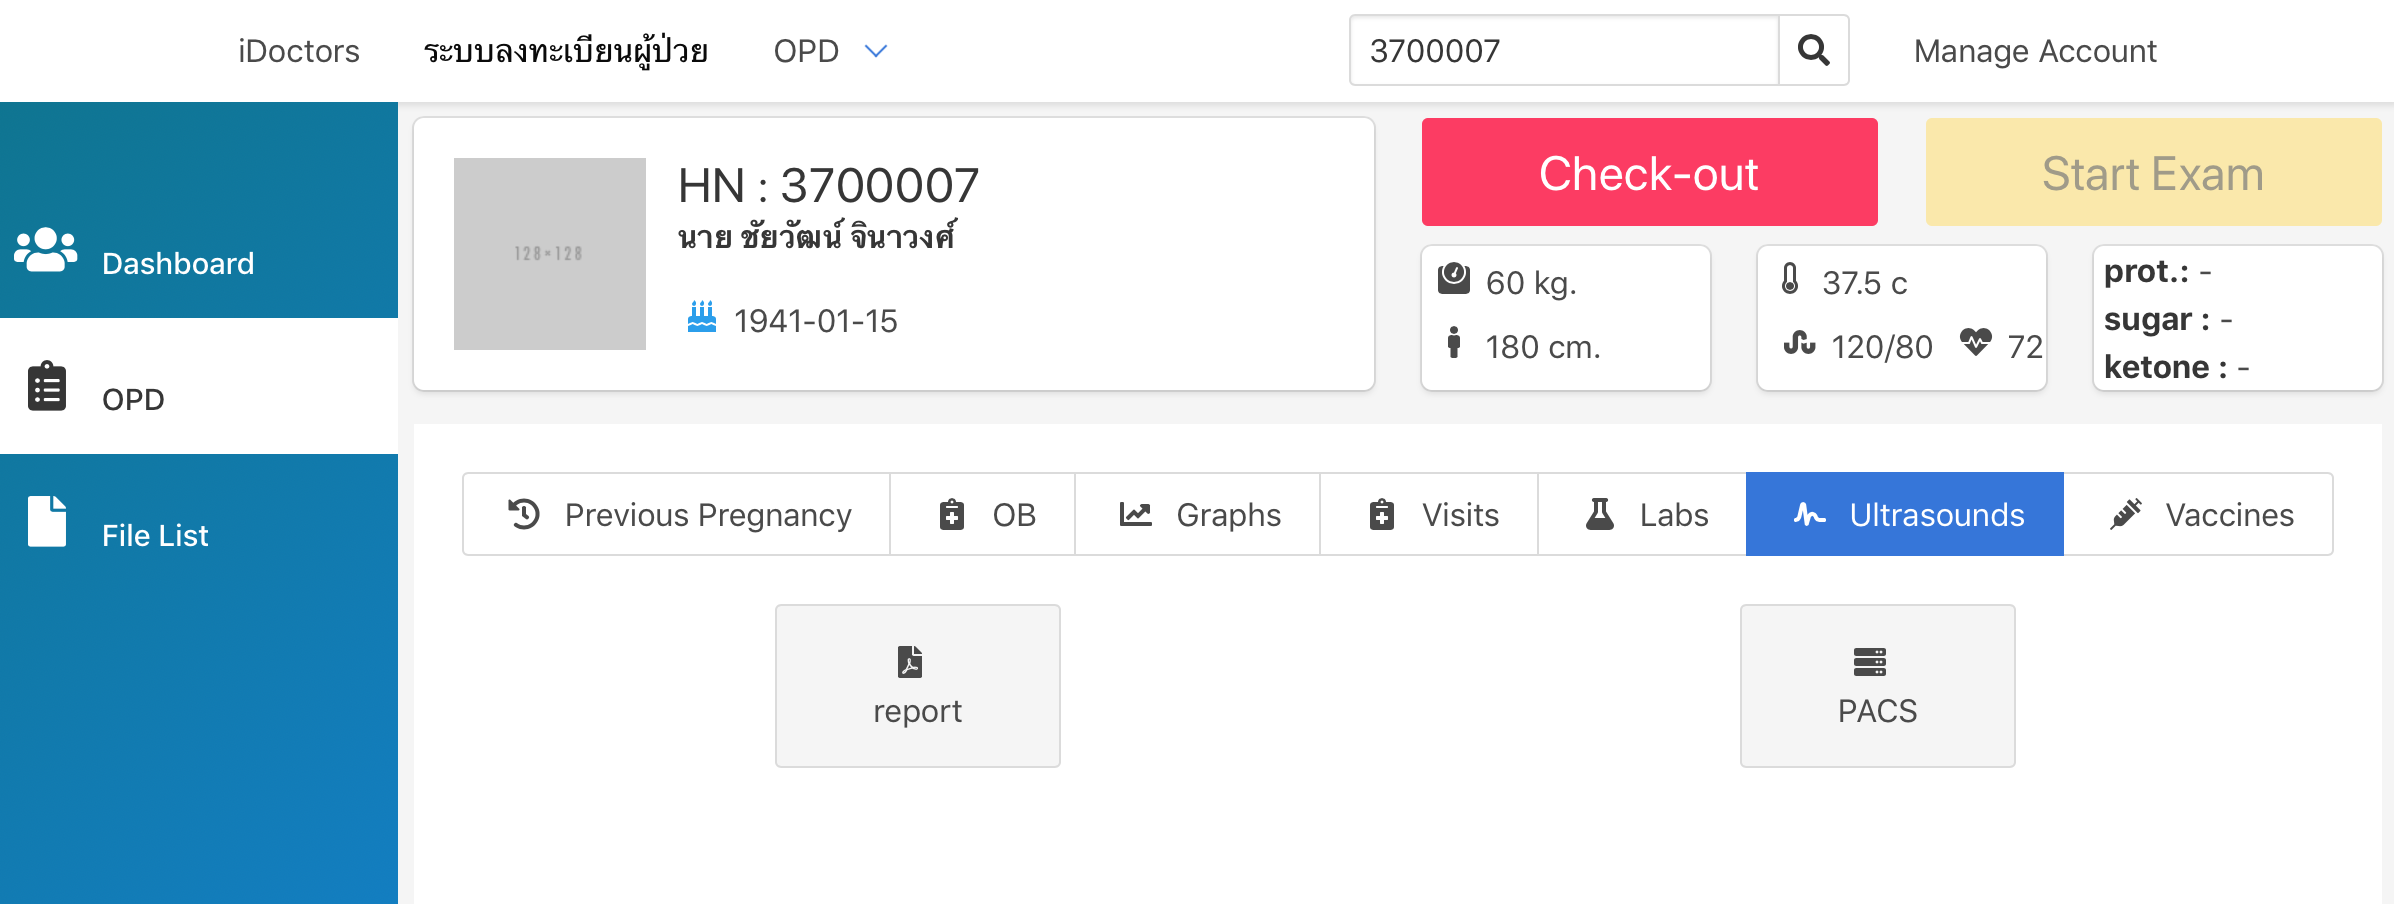 iDoctors ระบบลงทะเบียนผู้ป่วย OPD 3700007 Manage Account
Dashboard
OPD
File List
128×128
HN : 3700007
นาย ชัยวัฒน์ จินาวงศ์
1941-01-15
Check-out
Start Exam
60 kg.
180 cm.
37.5 c
120/80 72
prot.: -
sugar : -
ketone : -
Previous Pregnancy OB Graphs Visits Labs Ultrasounds Vaccines
report
PACS